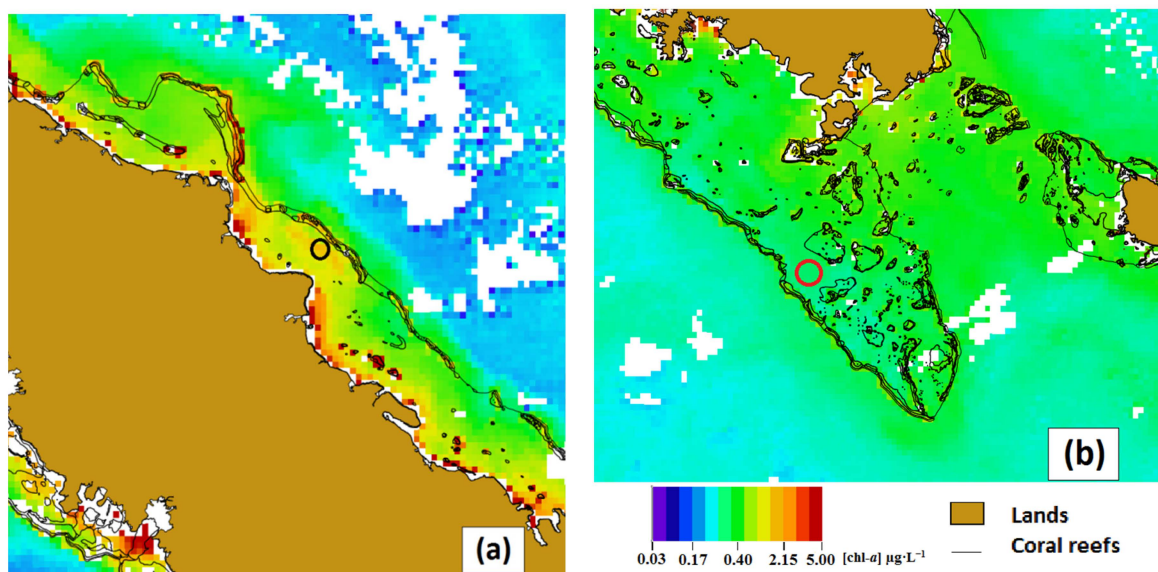 (a)
(b)
0.03 0.17 0.40 2.15 5.00 [chl-a] µg·L⁻¹
Lands
Coral reefs